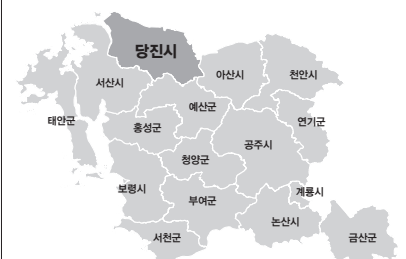 당진시
아산시
천안시
서산시
예산군
태안군
홍성군
연기군
공주시
청양군
보령시
계룡시
부여군
논산시
서천군
금산군